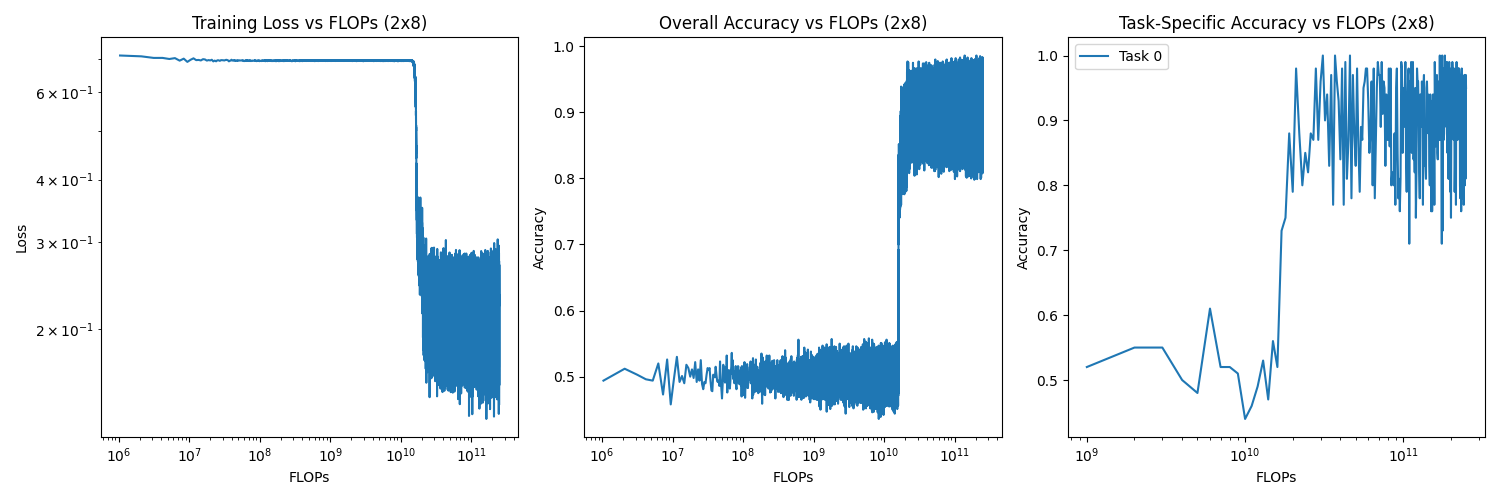 Training Loss vs FLOPs (2x8)
6 × 10⁻¹
4 × 10⁻¹
3 × 10⁻¹
2 × 10⁻¹
Loss
10⁶ 10⁷ 10⁸ 10⁹ 10¹⁰ 10¹¹
FLOPs
Overall Accuracy vs FLOPs (2x8)
1.0
0.9
0.8
0.7
0.6
0.5
Accuracy
10⁶ 10⁷ 10⁸ 10⁹ 10¹⁰ 10¹¹
FLOPs
Task-Specific Accuracy vs FLOPs (2x8)
Task 0
1.0
0.9
0.8
0.7
0.6
0.5
Accuracy
10⁹ 10¹⁰ 10¹¹
FLOPs